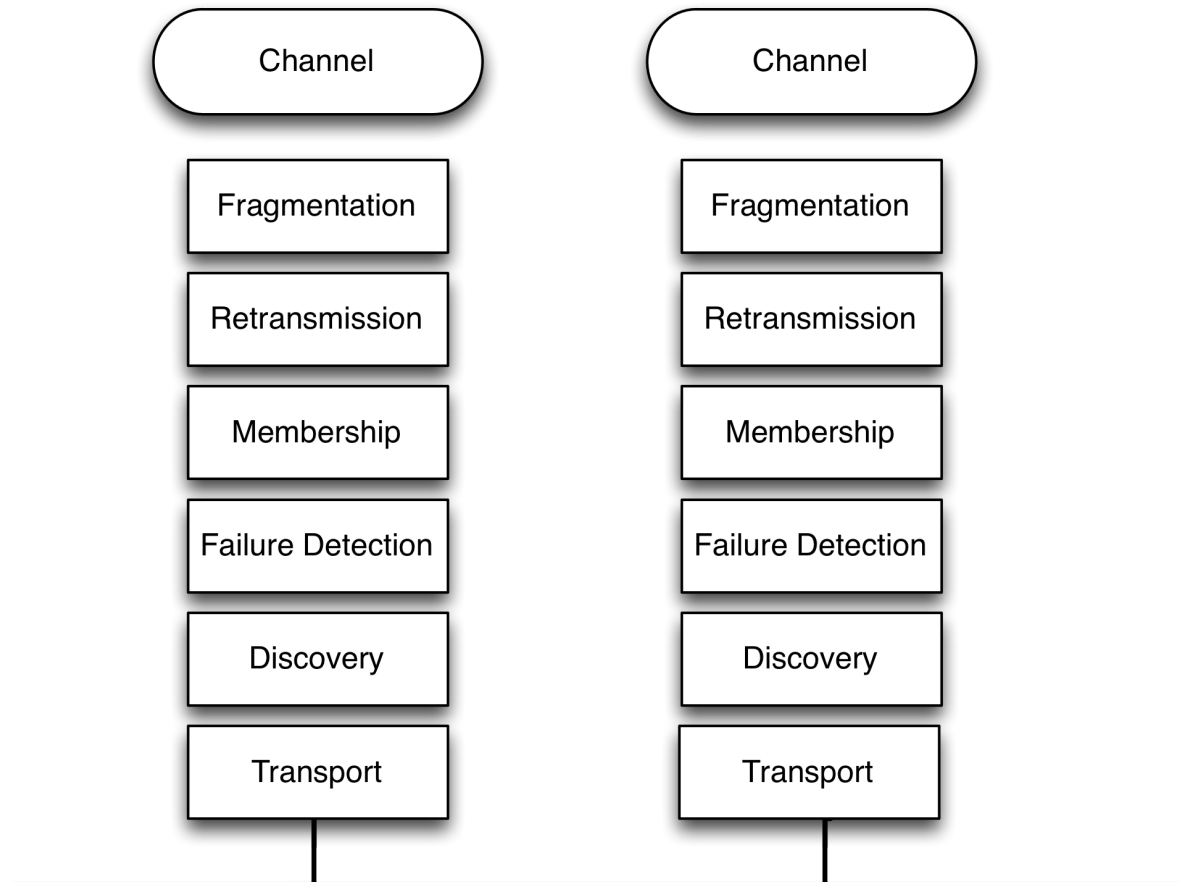 Channel
Channel
Fragmentation
Fragmentation
Retransmission
Retransmission
Membership
Membership
Failure Detection
Failure Detection
Discovery
Discovery
Transport
Transport